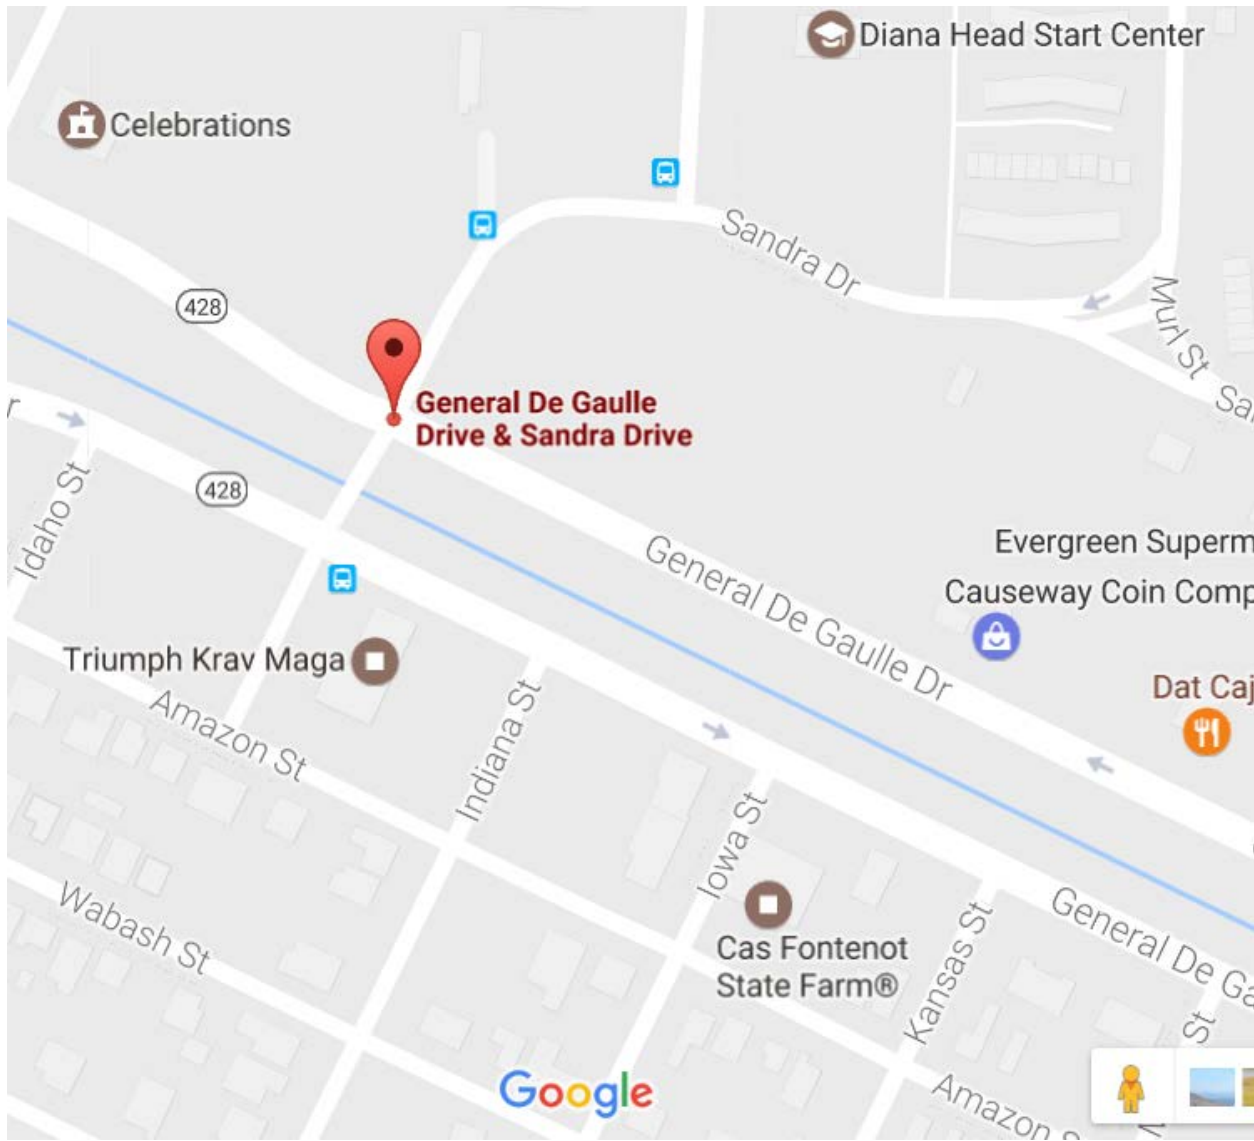 Diana Head Start Center
Celebrations
Sandra Dr
428
Murl St
General De Gaulle
Drive & Sandra Drive
428
Idaho St
General De Gaulle Dr
Evergreen Superm
Causeway Coin Comp
Triumph Krav Maga
Dat Caj
Amazon St
Indiana St
Iowa St
Wabash St
Cas Fontenot
State Farm®
Kansas St
General De Ga
St
Google
Amazon S